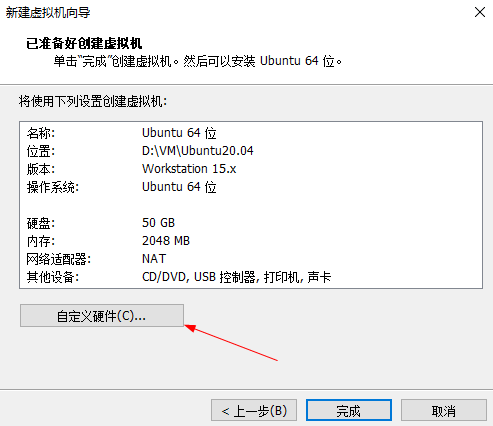 新建虚拟机向导
已准备好创建虚拟机
单击“完成”创建虚拟机。然后可以安装 Ubuntu 64 位。
将使用下列设置创建虚拟机:
名称: Ubuntu 64 位
位置: D:\VM\Ubuntu20.04
版本: Workstation 15.x
操作系统: Ubuntu 64 位
硬盘: 50 GB
内存: 2048 MB
网络适配器: NAT
其他设备: CD/DVD, USB 控制器, 打印机, 声卡
自定义硬件(C)...
< 上一步(B) 完成 取消